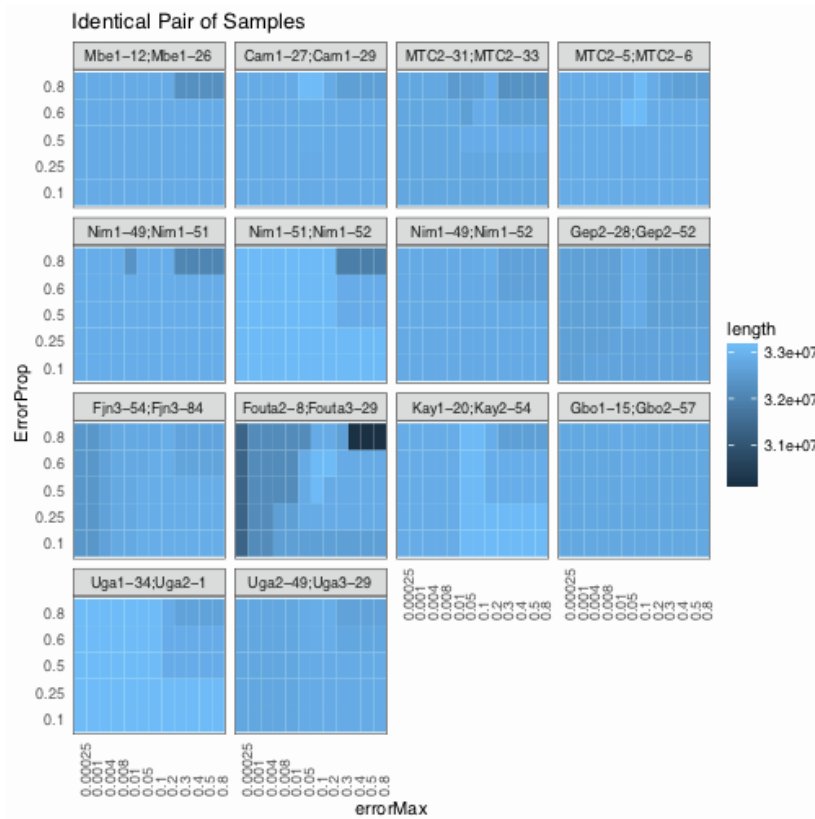 Identical Pair of Samples
Mbe1−12;Mbe1−26 Cam1−27;Cam1−29 MTC2−31;MTC2−33 MTC2−5;MTC2−6
0.8
0.6
0.5
0.25
0.1
Nim1−49;Nim1−51 Nim1−51;Nim1−52 Nim1−49;Nim1−52 Gep2−28;Gep2−52
0.8
0.6
0.5
0.25
0.1
length
3.3e+07
3.2e+07
3.1e+07
ErrorProp
Fjn3−54;Fjn3−84 Fouta2−8;Fouta3−29 Kay1−20;Kay2−54 Gbo1−15;Gbo2−57
0.8
0.6
0.5
0.25
0.1
Uga1−34;Uga2−1 Uga2−49;Uga3−29
0.00025 0.001 0.004 0.008 0.01 0.05 0.1 0.2 0.3 0.4 0.5 0.8
0.00025 0.001 0.004 0.008 0.01 0.05 0.1 0.2 0.3 0.4 0.5 0.8
0.8
0.6
0.5
0.25
0.1
0.00025 0.001 0.004 0.008 0.01 0.05 0.1 0.2 0.3 0.4 0.5 0.8
0.00025 0.001 0.004 0.008 0.01 0.05 0.1 0.2 0.3 0.4 0.5 0.8
errorMax